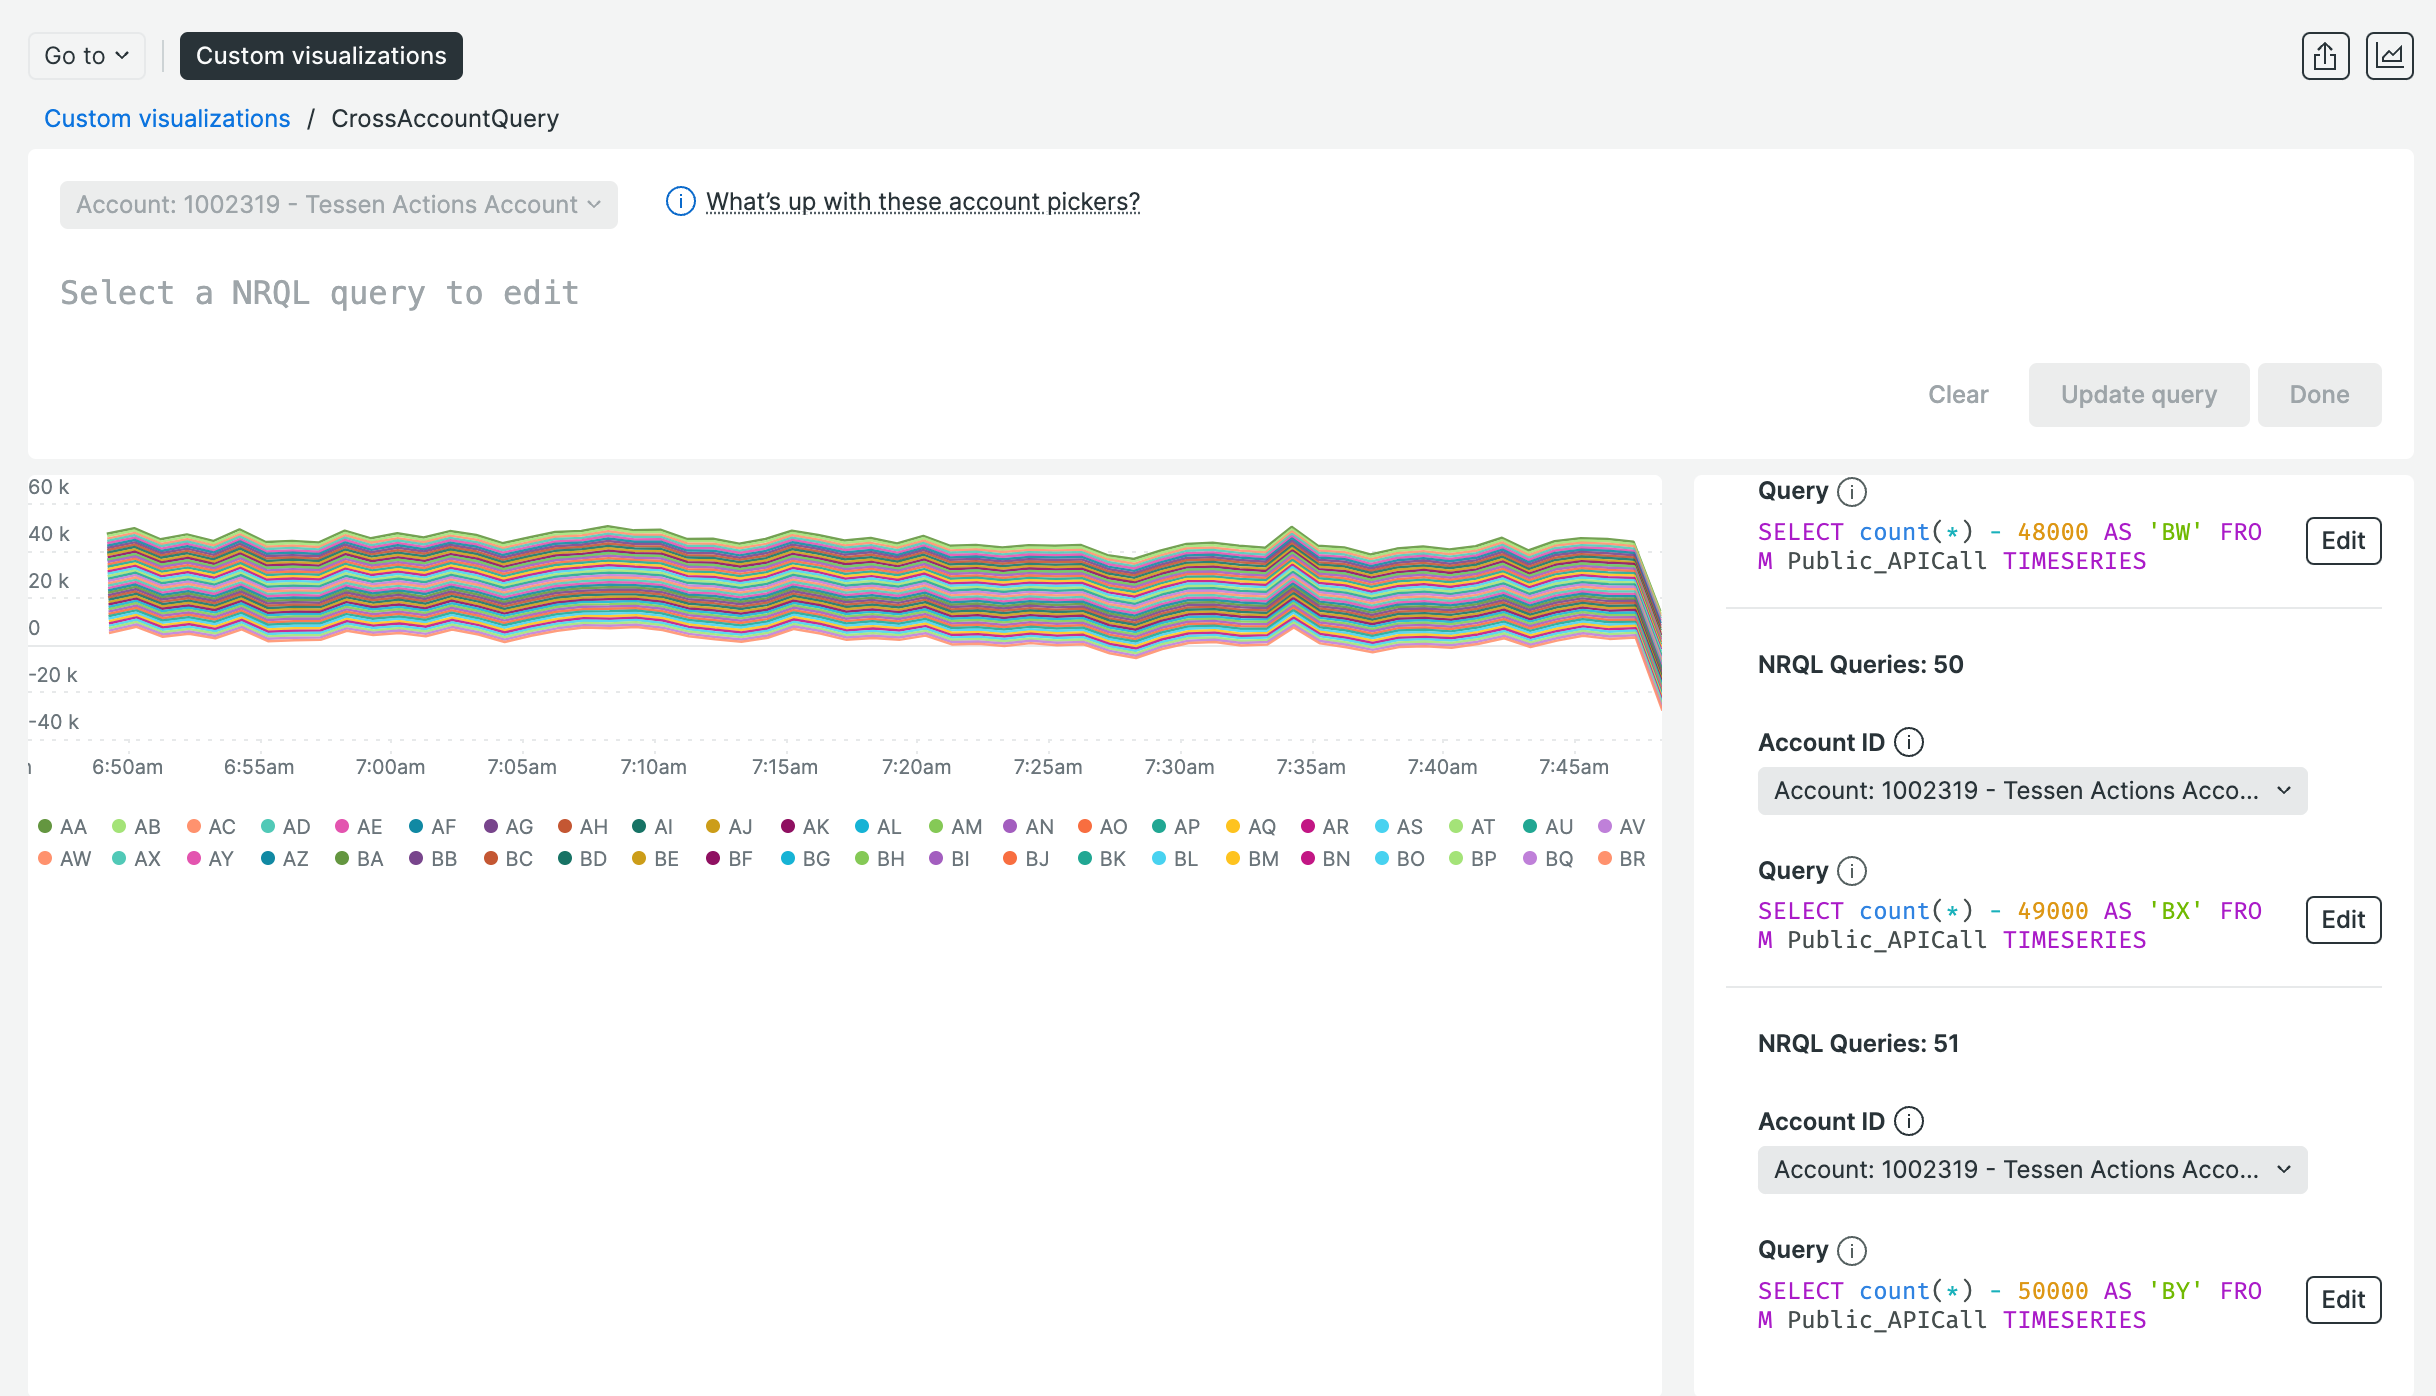 Go to
Custom visualizations
Custom visualizations / CrossAccountQuery
Account: 1002319 - Tessen Actions Account
What's up with these account pickers?
Select a NRQL query to edit
Clear
Update query
Done
60 k
40 k
20 k
0
-20 k
-40 k
6:50am 6:55am 7:00am 7:05am 7:10am 7:15am 7:20am 7:25am 7:30am 7:35am 7:40am 7:45am
AA AB AC AD AE AF AG AH AI AJ AK AL AM AN AO AP AQ AR AS AT AU AV
AW AX AY AZ BA BB BC BD BE BF BG BH BI BJ BK BL BM BN BO BP BQ BR
Query
SELECT count(*) - 48000 AS 'BW' FRO
M Public_APICall TIMESERIES
Edit
NRQL Queries: 50
Account ID
Account: 1002319 - Tessen Actions Acco...
Query
SELECT count(*) - 49000 AS 'BX' FRO
M Public_APICall TIMESERIES
Edit
NRQL Queries: 51
Account ID
Account: 1002319 - Tessen Actions Acco...
Query
SELECT count(*) - 50000 AS 'BY' FRO
M Public_APICall TIMESERIES
Edit